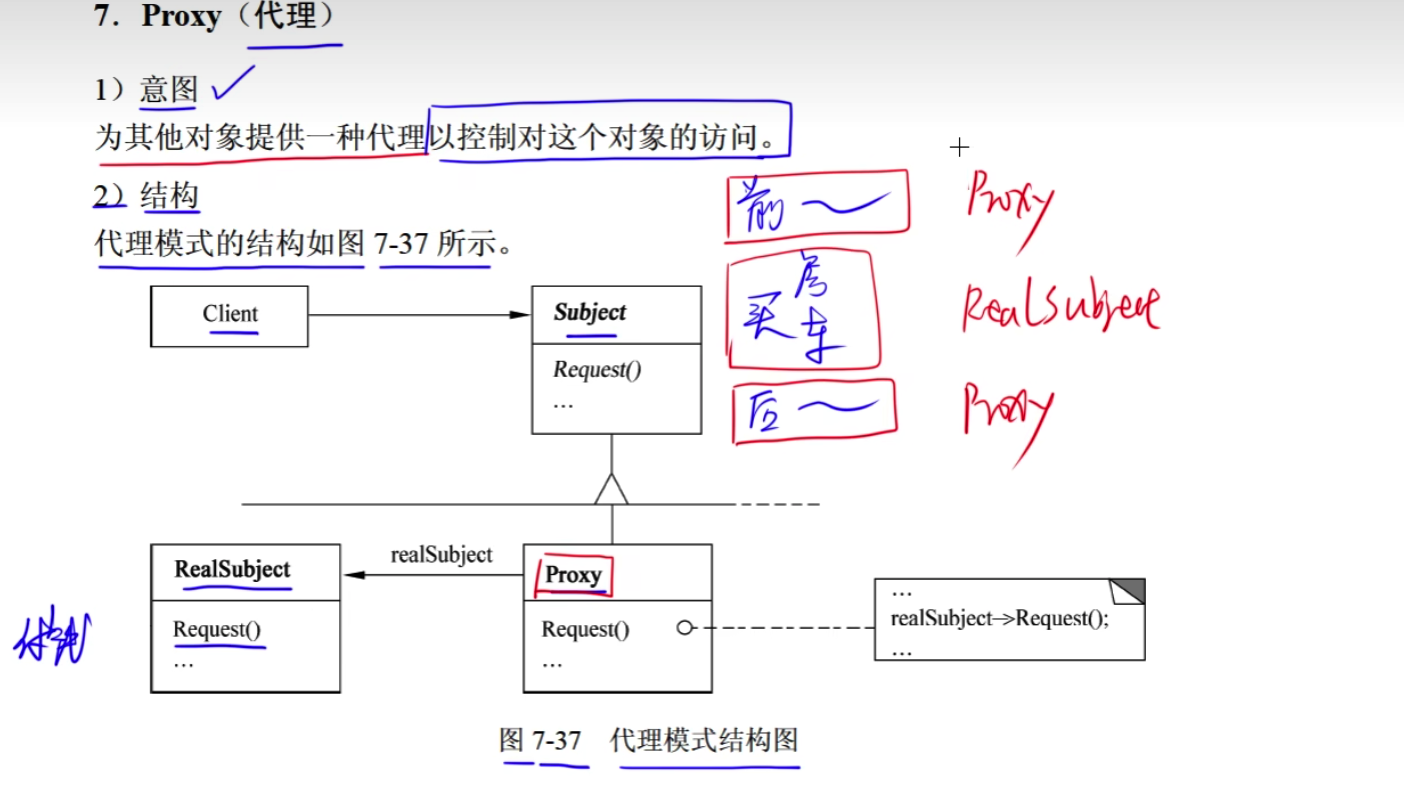 7. Proxy（代理）
1）意图
为其他对象提供一种代理以控制对这个对象的访问。
2）结构
代理模式的结构如图 7-37 所示。
前
Proxy
买 房 车
RealSubject
后
Proxy
Client
Subject
Request()
...
RealSubject
Request()
...
realSubject
Proxy
Request()
...
...
realSubject->Request();
...
图 7-37 代理模式结构图